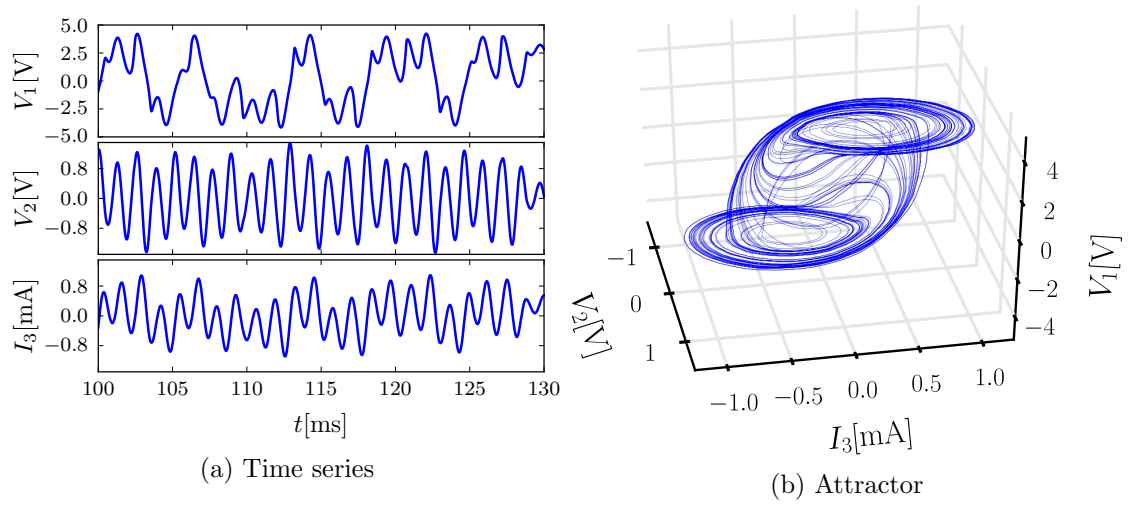 5.0
2.5
0.0
−2.5
−5.0
V₁[V]
0.8
0.0
−0.8
V₂[V]
0.8
0.0
−0.8
I₃[mA]
100 105 110 115 120 125 130
t[ms]
(a) Time series
4
2
0
−2
−4
V₁[V]
−1
0
1
V₂[V]
−1.0 −0.5 0.0 0.5 1.0
I₃[mA]
(b) Attractor